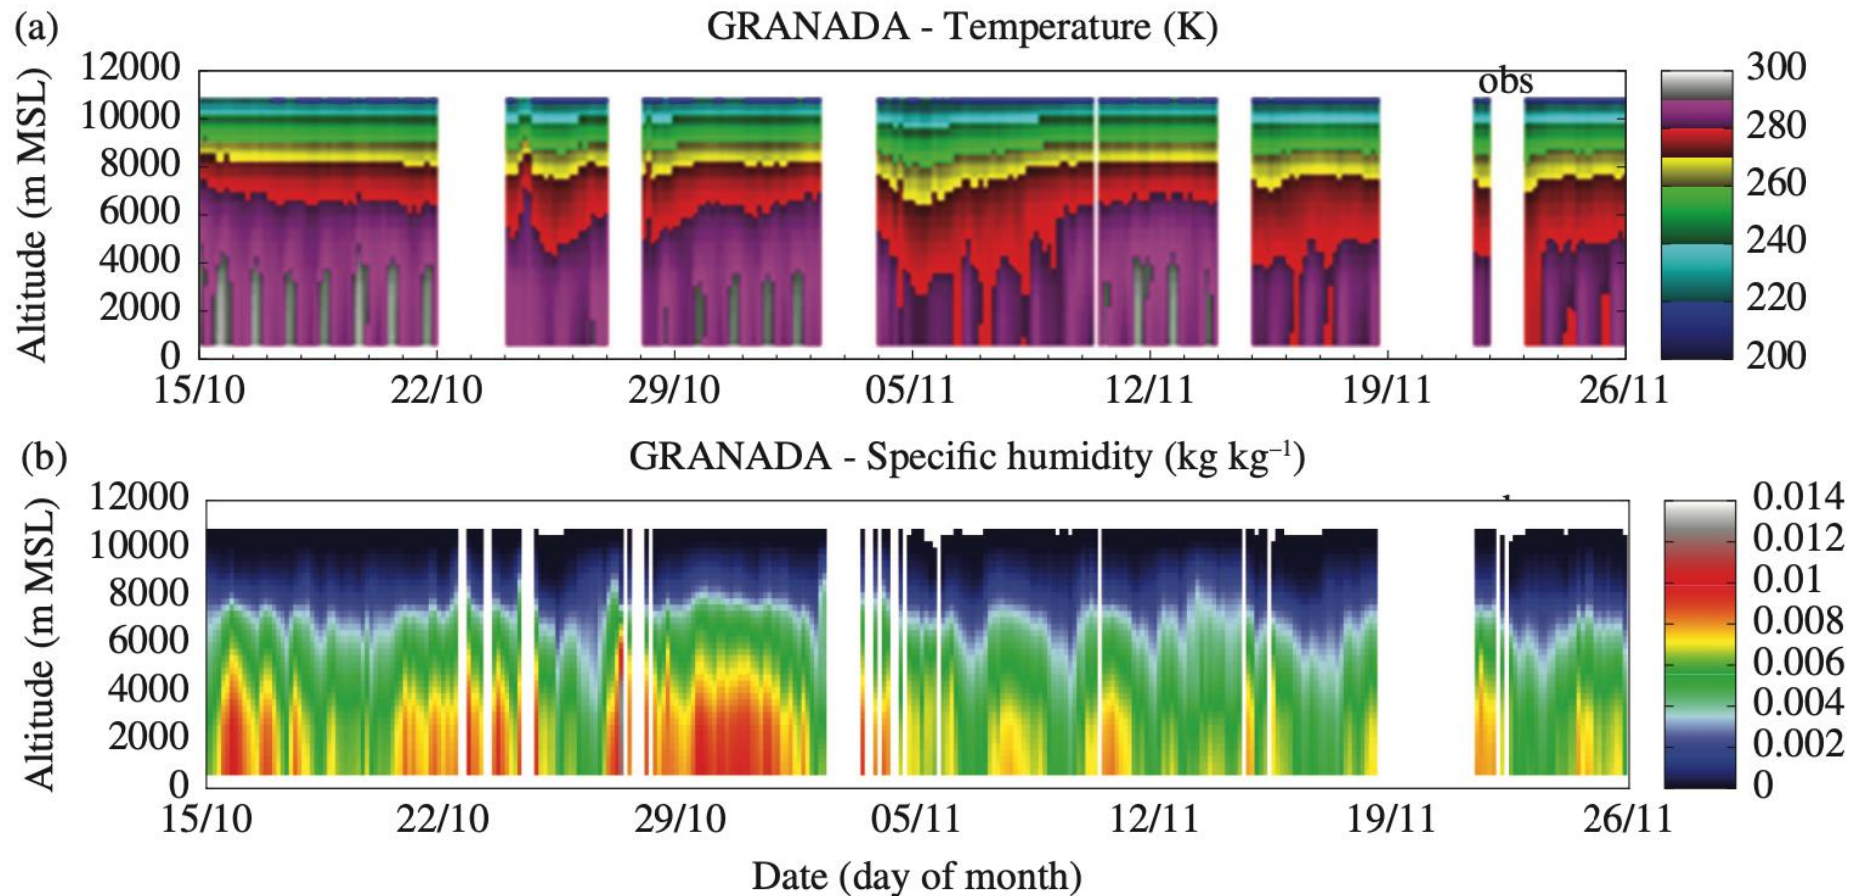 (a)
GRANADA - Temperature (K)
Altitude (m MSL)
12000
10000
8000
6000
4000
2000
0
obs
300
280
260
240
220
200
15/10 22/10 29/10 05/11 12/11 19/11 26/11
(b)
GRANADA - Specific humidity (kg kg⁻¹)
Altitude (m MSL)
12000
10000
8000
6000
4000
2000
0
0.014
0.012
0.01
0.008
0.006
0.004
0.002
0
15/10 22/10 29/10 05/11 12/11 19/11 26/11
Date (day of month)